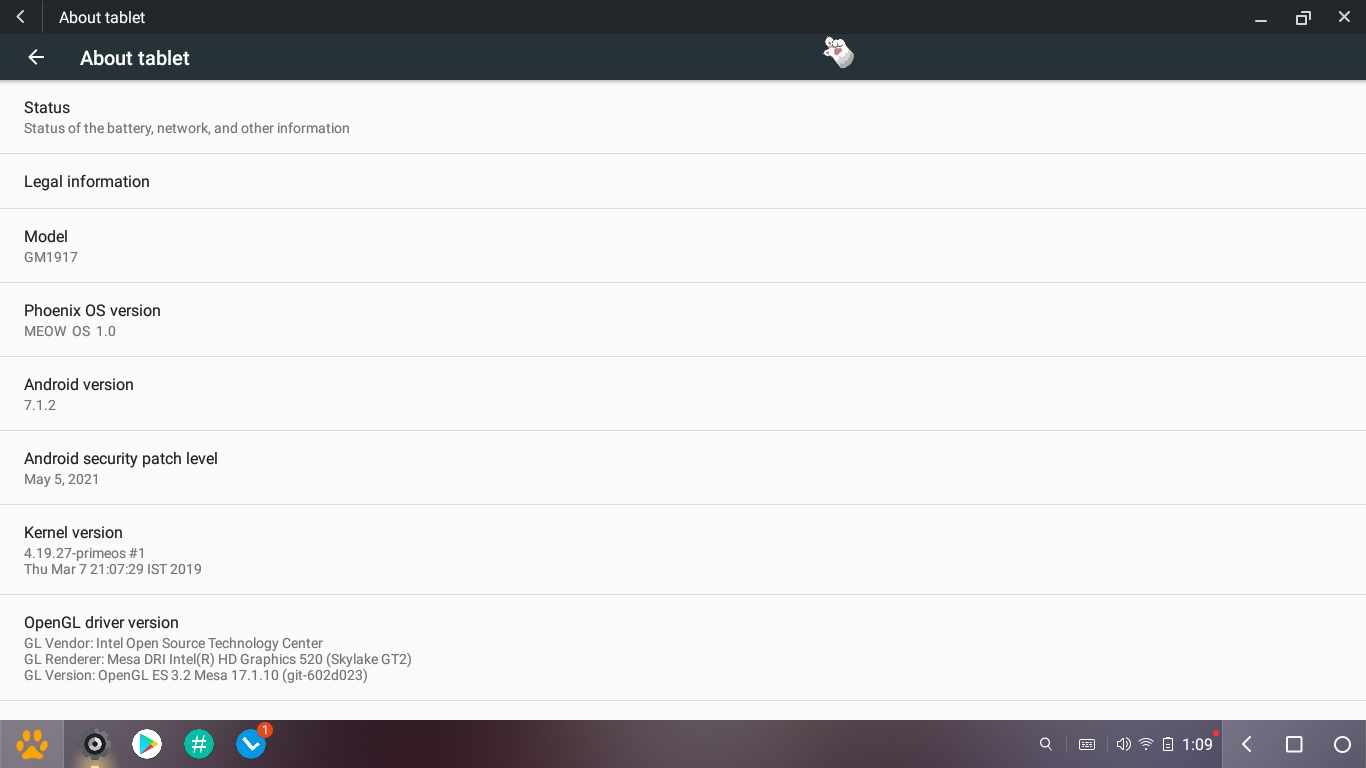 About tablet
About tablet
Status
Status of the battery, network, and other information
Legal information
Model
GM1917
Phoenix OS version
MEOW OS 1.0
Android version
7.1.2
Android security patch level
May 5, 2021
Kernel version
4.19.27-primeos #1
Thu Mar 7 21:07:29 IST 2019
OpenGL driver version
GL Vendor: Intel Open Source Technology Center
GL Renderer: Mesa DRI Intel(R) HD Graphics 520 (Skylake GT2)
GL Version: OpenGL ES 3.2 Mesa 17.1.10 (git-602d023)
#
1
1:09